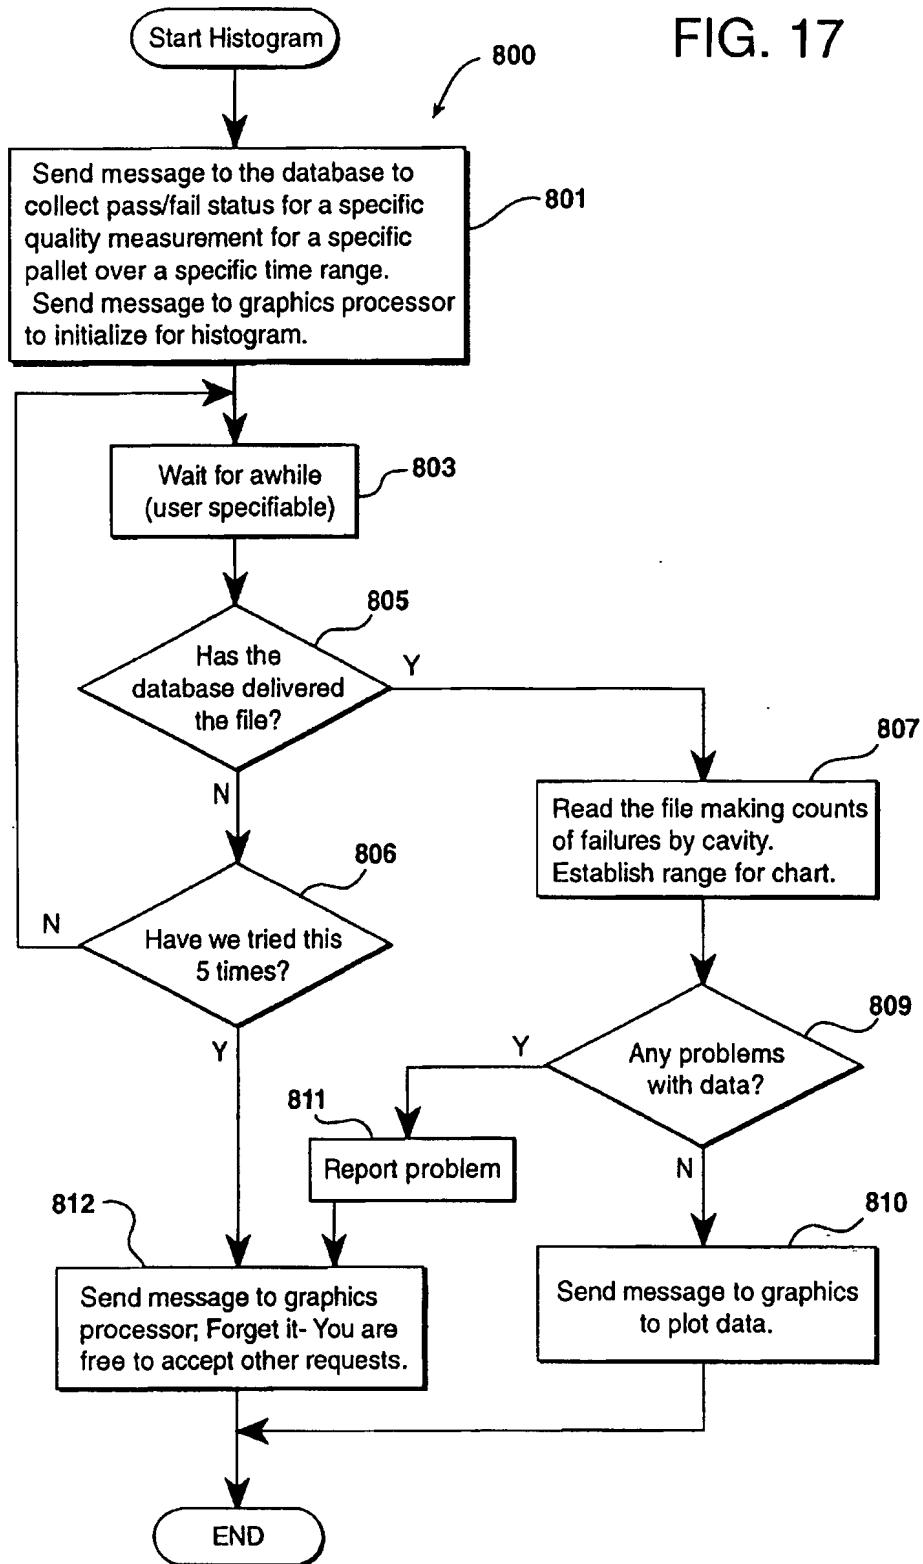 FIG. 17
Start Histogram
800
Send message to the database to
collect pass/fail status for a specific
quality measurement for a specific
pallet over a specific time range.
Send message to graphics processor
to initialize for histogram.
801
Wait for awhile
(user specifiable)
803
Has the
database delivered
the file?
805
Y
N
807
Read the file making counts
of failures by cavity.
Establish range for chart.
806
Have we tried this
5 times?
N
Y
809
Any problems
with data?
Y
N
811
Report problem
812
Send message to graphics
processor; Forget it- You are
free to accept other requests.
810
Send message to graphics
to plot data.
END